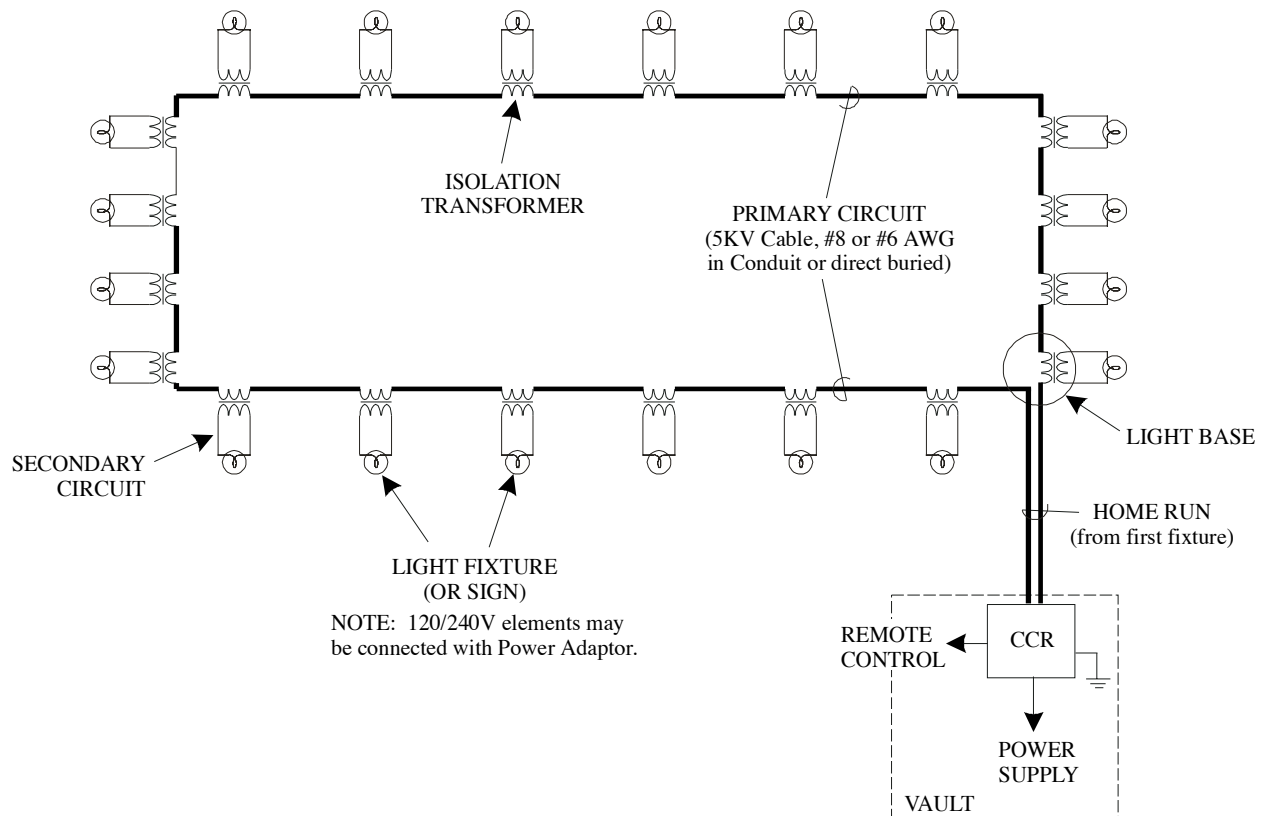 ISOLATION
TRANSFORMER
PRIMARY CIRCUIT
(5KV Cable, #8 or #6 AWG
in Conduit or direct buried)
LIGHT BASE
SECONDARY
CIRCUIT
HOME RUN
(from first fixture)
LIGHT FIXTURE
(OR SIGN)
NOTE: 120/240V elements may
be connected with Power Adaptor.
REMOTE
CONTROL
CCR
POWER
SUPPLY
VAULT